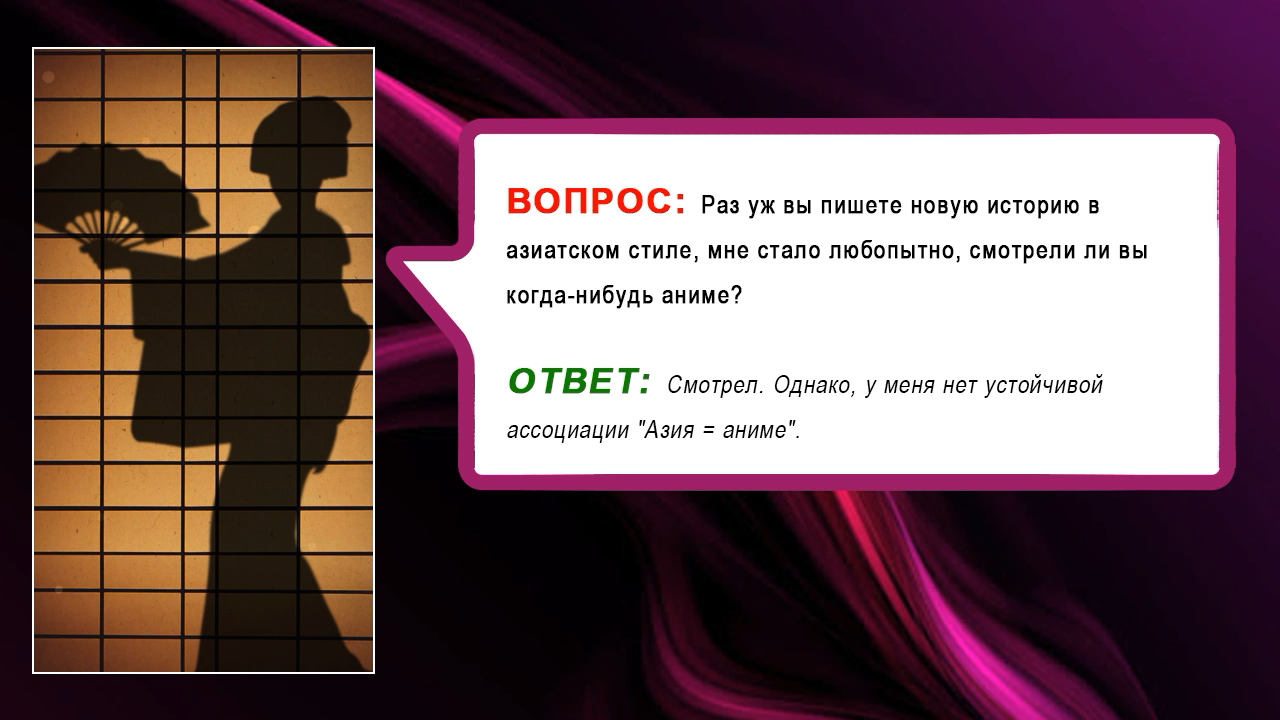 ВОПРОС: Раз уж вы пишете новую историю в
азиатском стиле, мне стало любопытно, смотрели ли вы
когда-нибудь аниме?
ОТВЕТ: Смотрел. Однако, у меня нет устойчивой
ассоциации "Азия = аниме".